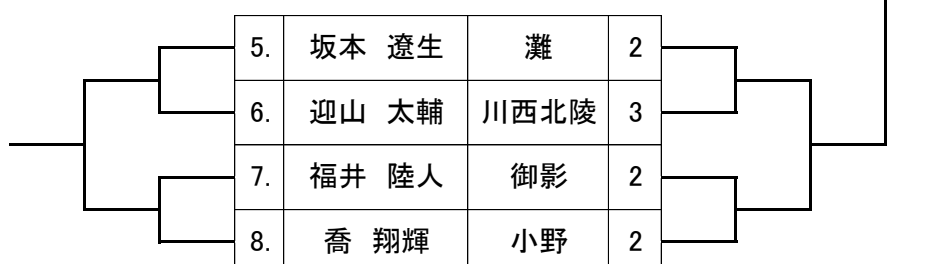 5. 坂本 遼生 灘 2
6. 迎山 太輔 川西北陵 3
7. 福井 陸人 御影 2
8. 喬 翔輝 小野 2